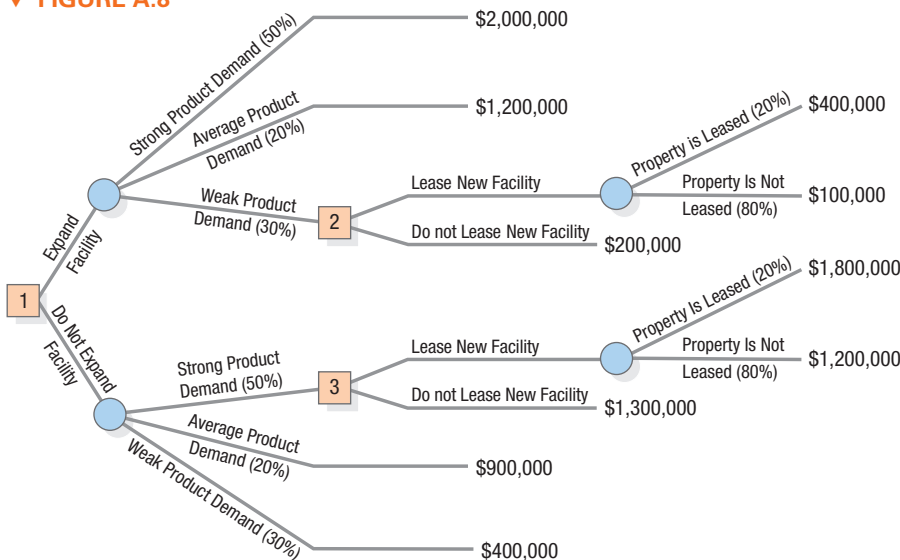 ▼ FIGURE A.8
Strong Product Demand (50%)
$2,000,000
Average Product
Demand (20%)
$1,200,000
Weak Product
Demand (30%)
2
Lease New Facility
Property is Leased (20%)
$400,000
Property Is Not
Leased (80%)
$100,000
Do not Lease New Facility
$200,000
Expand
Facility
1
Do Not Expand
Facility
Strong Product
Demand (50%)
3
Lease New Facility
Property Is Leased (20%)
$1,800,000
Property Is Not
Leased (80%)
$1,200,000
Do not Lease New Facility
$1,300,000
Average Product
Demand (20%)
$900,000
Weak Product Demand (30%)
$400,000